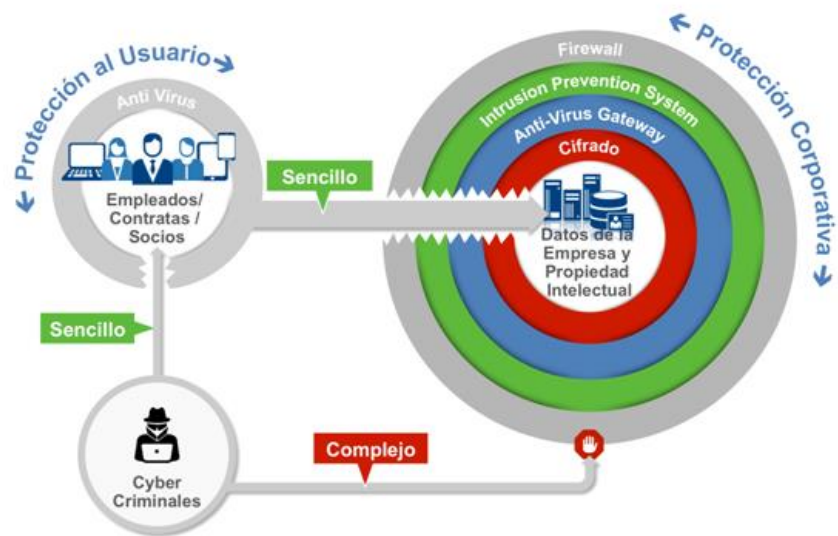 Protección al Usuario
Anti Virus
Empleados/
Contratas /
Socios
Sencillo
Sencillo
Cyber
Criminales
Complejo
Protección Corporativa
Firewall
Intrusion Prevention System
Anti-Virus Gateway
Cifrado
Datos de la
Empresa y
Propiedad
Intelectual